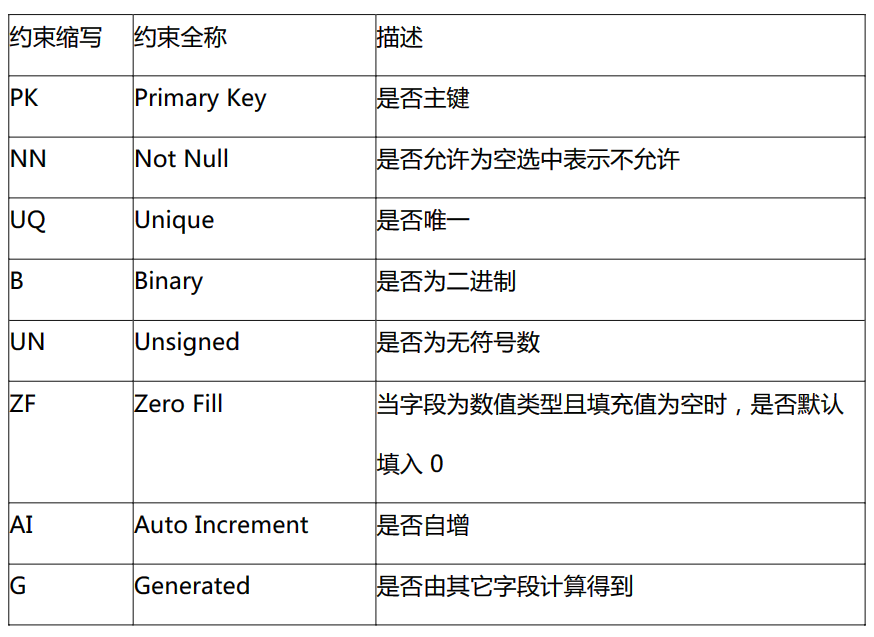 约束缩写 约束全称 描述
PK Primary Key 是否主键
NN Not Null 是否允许为空选中表示不允许
UQ Unique 是否唯一
B Binary 是否为二进制
UN Unsigned 是否为无符号数
ZF Zero Fill 当字段为数值类型且填充值为空时，是否默认
填入 0
AI Auto Increment 是否自增
G Generated 是否由其它字段计算得到